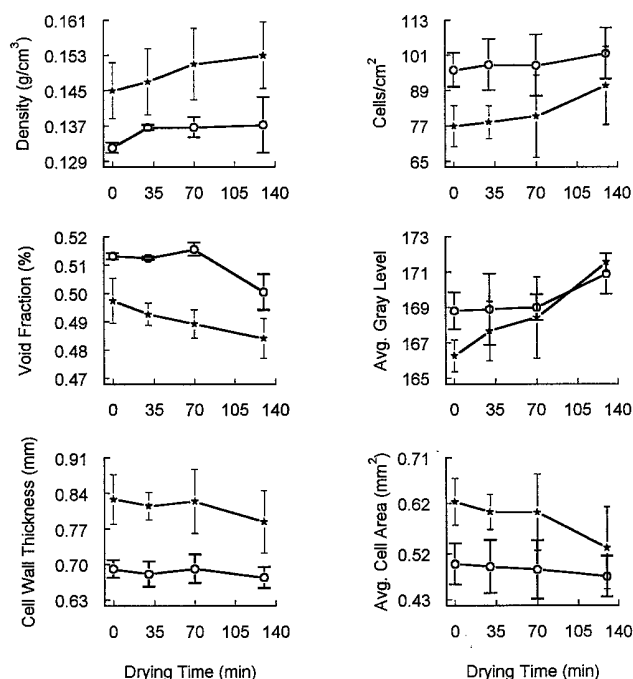 Density (g/cm³)
0.161
0.153
0.145
0.137
0.129
0 35 70 105 140
Cells/cm²
113
101
89
77
65
0 35 70 105 140
Void Fraction (%)
0.52
0.51
0.50
0.49
0.48
0.47
0 35 70 105 140
Avg. Gray Level
173
171
169
167
165
0 35 70 105 140
Cell Wall Thickness (mm)
0.91
0.84
0.77
0.70
0.63
0 35 70 105 140
Drying Time (min)
Avg. Cell Area (mm²)
0.71
0.62
0.52
0.43
0 35 70 105 140
Drying Time (min)